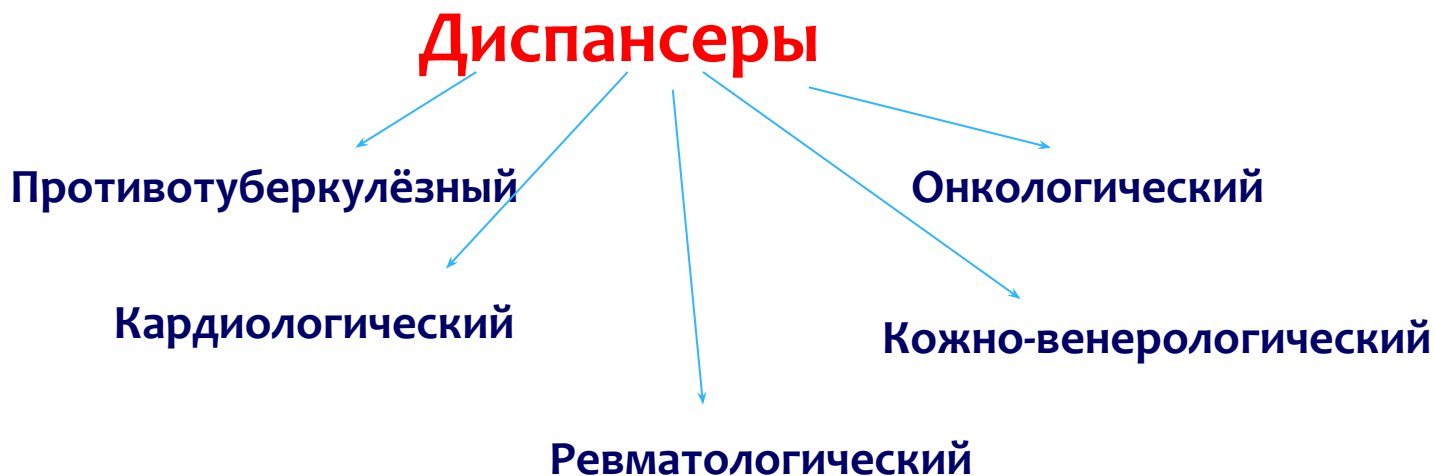 Диспансеры
Противотуберкулёзный
Онкологический
Кардиологический
Кожно-венерологический
Ревматологический